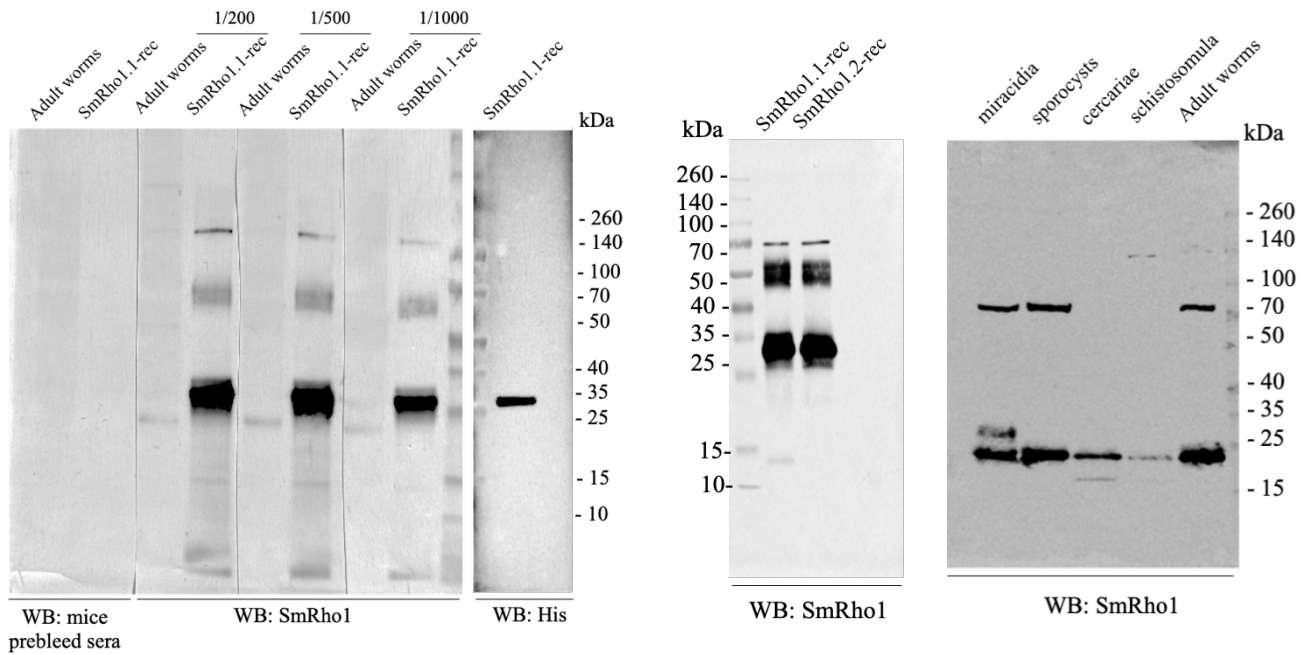 1/200
1/500
1/1000
Adult worms
SmRho1.1-rec
Adult worms
SmRho1.1-rec
Adult worms
SmRho1.1-rec
Adult worms
SmRho1.1-rec
SmRho1.1-rec
kDa
- 260
- 140
- 100
- 70
- 50
- 40
- 35
- 25
- 15
- 10
WB: mice
prebleed sera
WB: SmRho1
WB: His
SmRho1.1-rec
SmRho1.2-rec
kDa
260 -
140 -
100 -
70 -
50 -
40 -
35 -
25 -
15-
10-
WB: SmRho1
miracidia
sporocysts
cercariae
schistosomula
Adult worms
kDa
- 260
- 140
- 100
- 70
- 50
- 40
- 35
- 25
- 15
WB: SmRho1